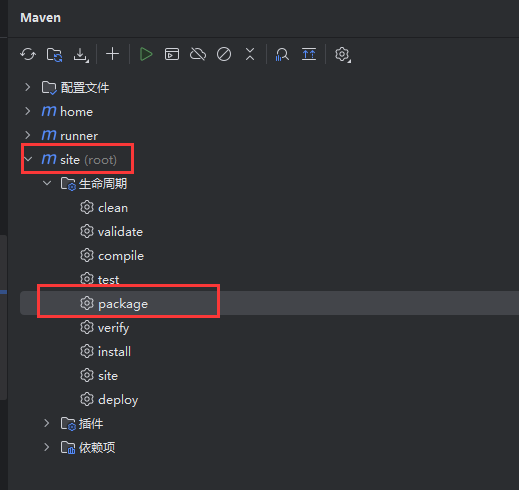 Maven
配置文件
m home
m runner
m site (root)
生命周期
clean
validate
compile
test
package
verify
install
site
deploy
插件
依赖项